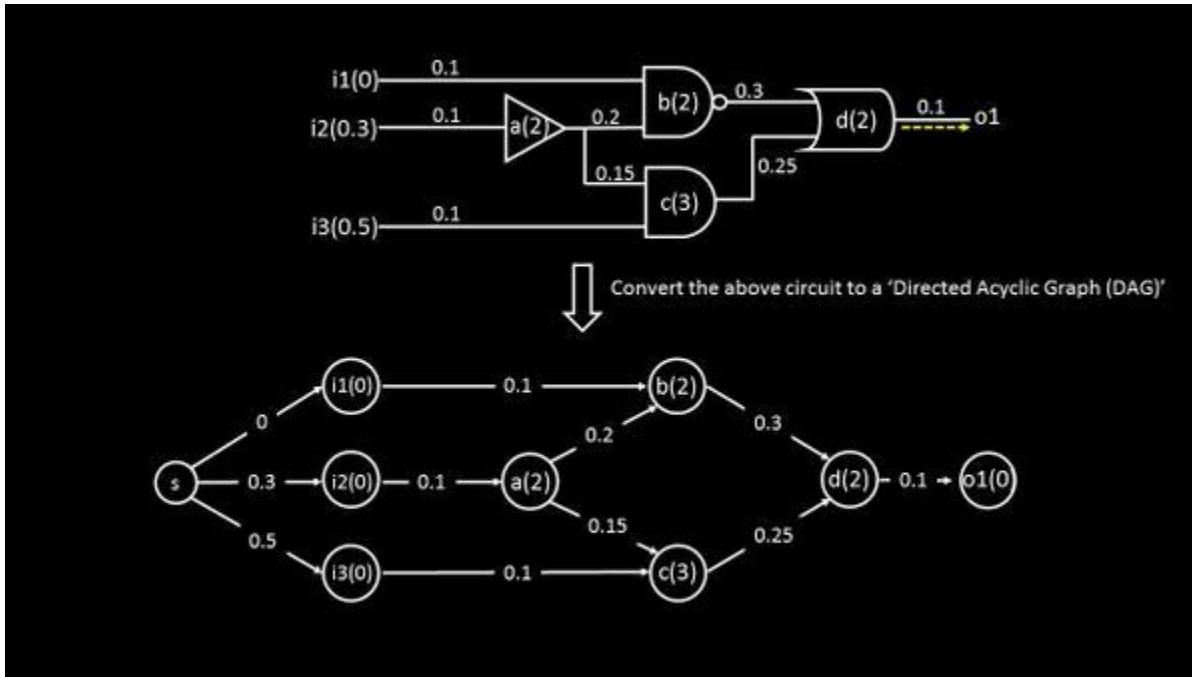 i1(0) 0.1
b(2) 0.3
i2(0.3) 0.1 a(2) 0.2
d(2) 0.1 o1
0.15 0.25
c(3)
i3(0.5) 0.1
Convert the above circuit to a ‘Directed Acyclic Graph (DAG)’
i1(0) 0.1 b(2)
0 0.2 0.3
s 0.3 i2(0) 0.1 a(2) d(2) 0.1 o1(0
0.5 0.15 0.25
i3(0) 0.1 c(3)